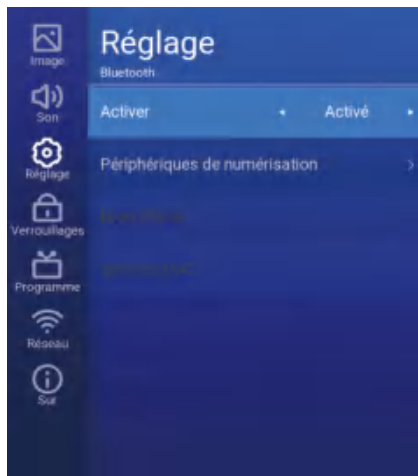 Image
Son
Réglage
Verrouillages
Programme
Réseau
Sur
Réglage
Bluetooth
Activer Activé
Périphériques de numérisation